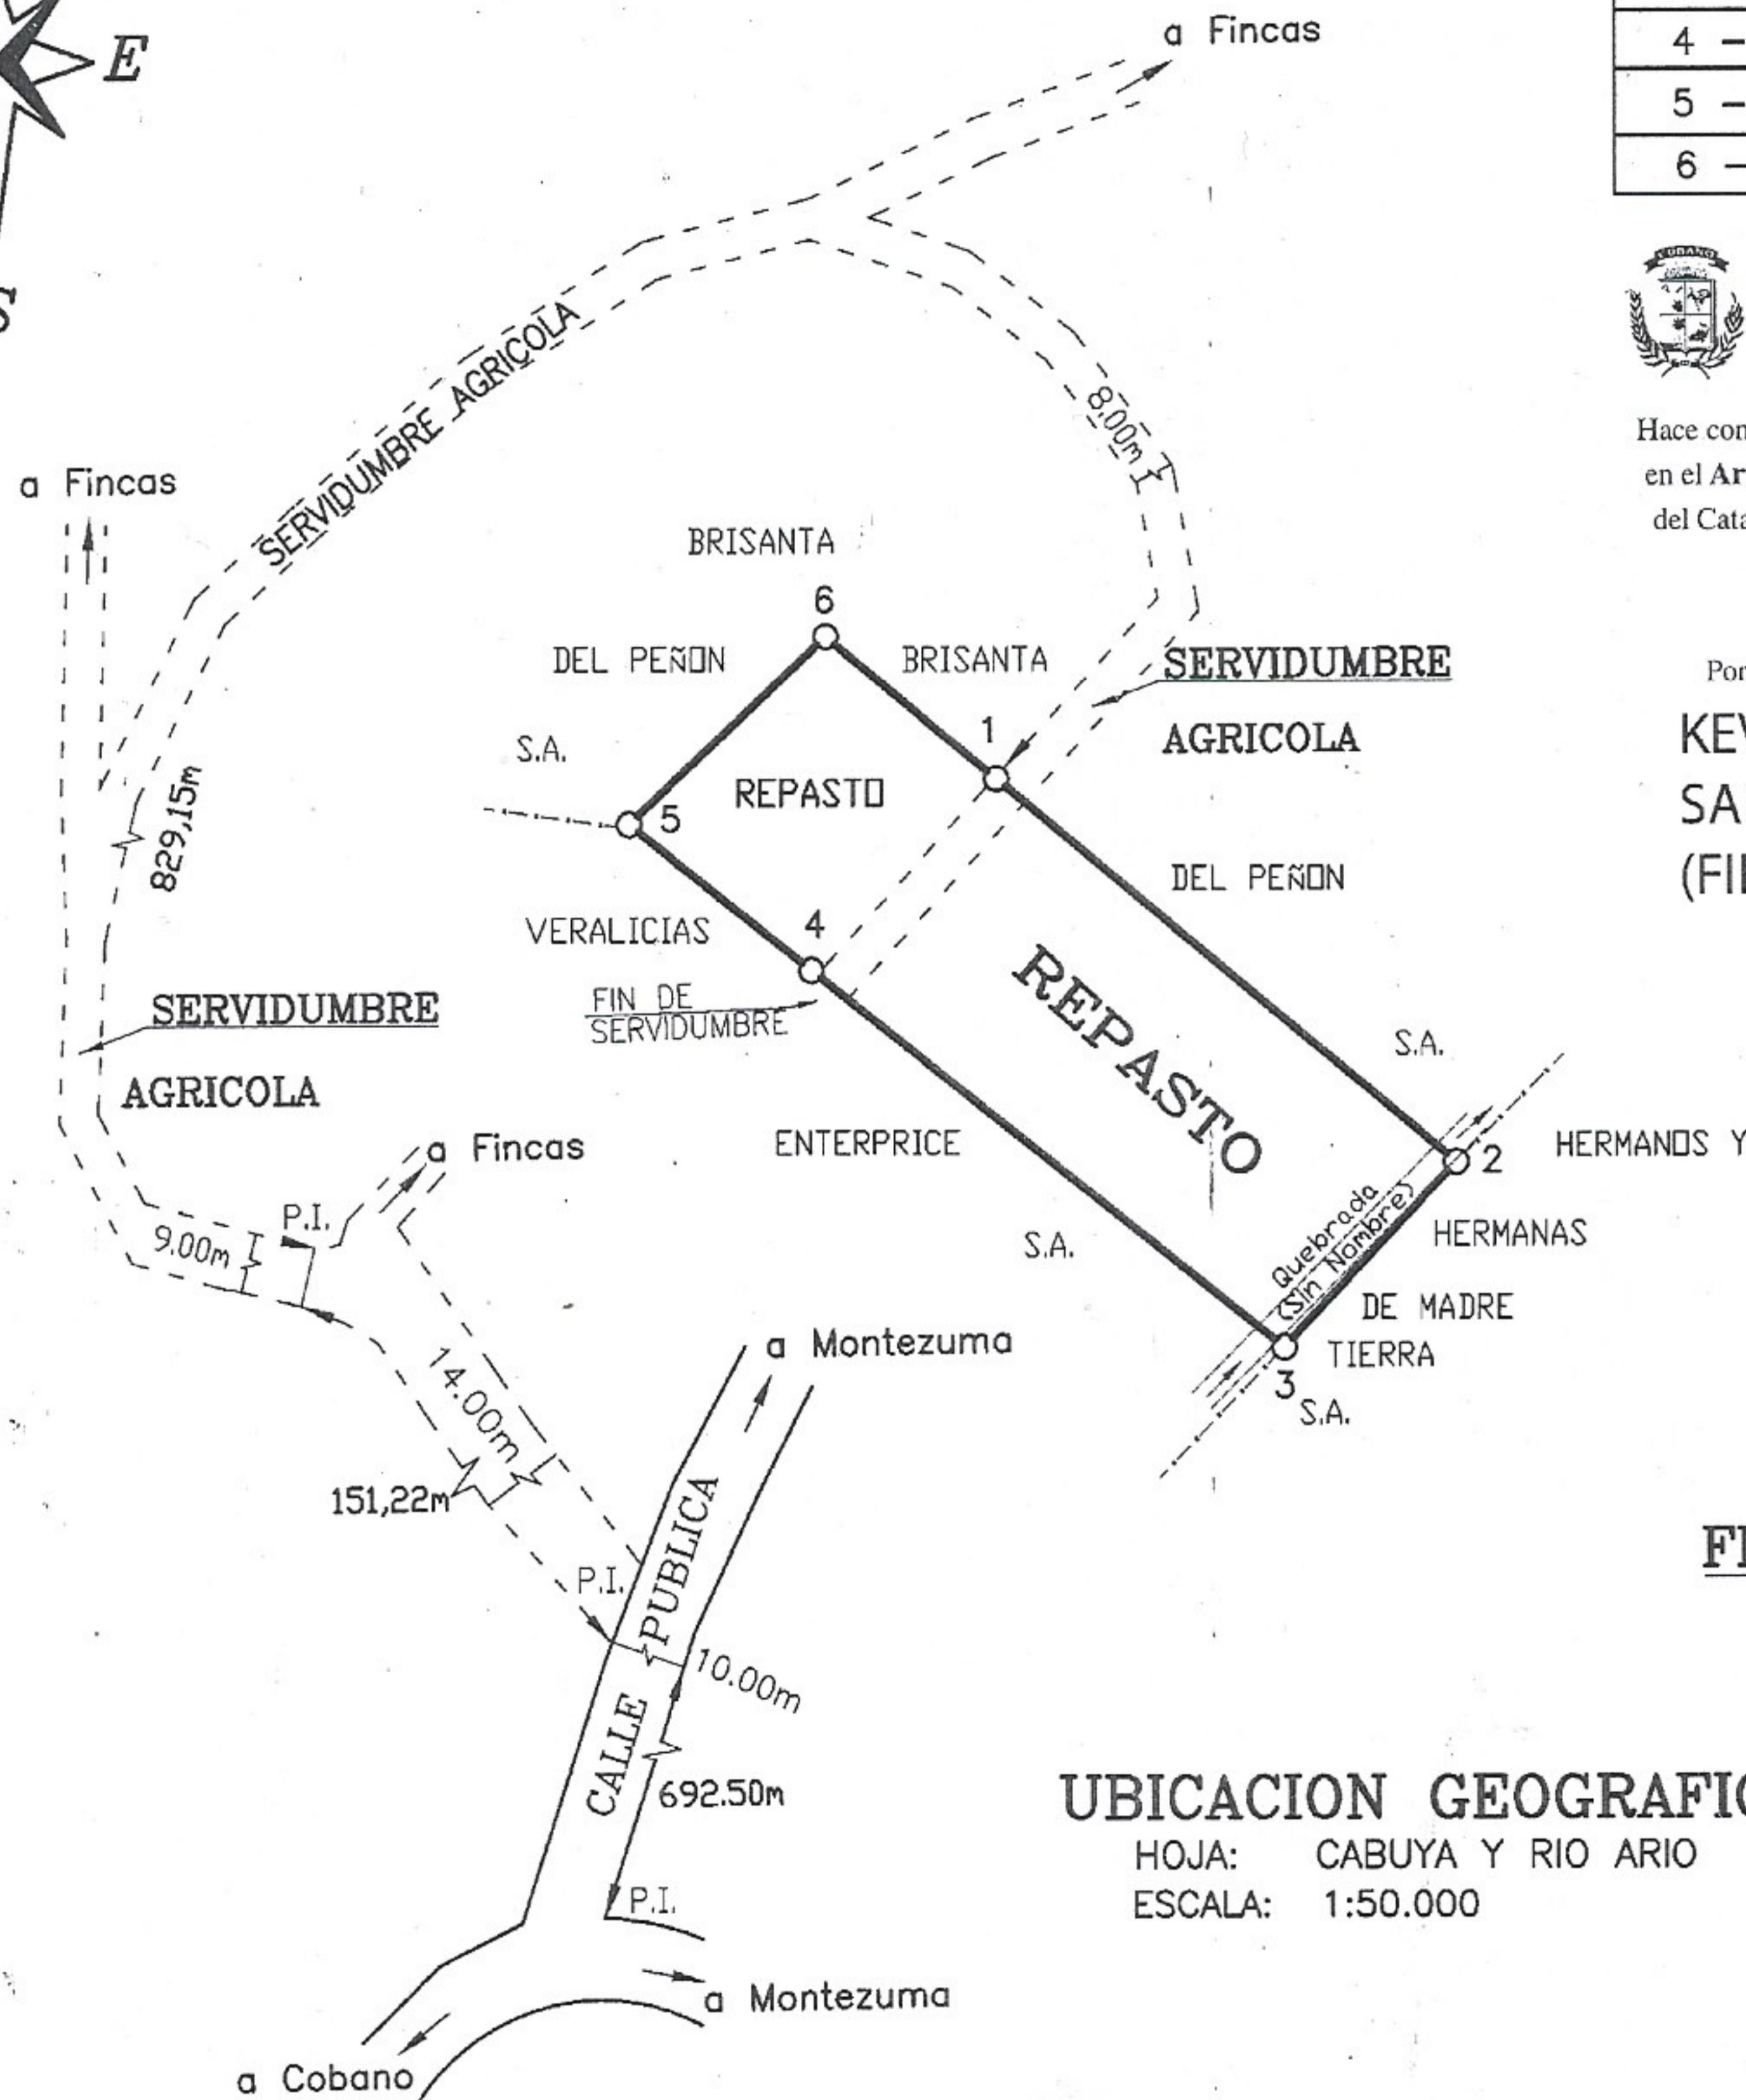 a Fincas
E
4 –
5 –
6 –
S
COBANO
SERVIDUMBRE AGRICOLA
8,00m
Hace con
en el Ar
del Cata
a Fincas
BRISANTA
6
DEL PEÑON
BRISANTA
SERVIDUMBRE
AGRICOLA
Por
KEV
SA
1
S.A.
REPASTO
5
829,15m
DEL PEÑON
VERALICIAS
4
FIN DE
SERVIDUMBRE
REPASTO
SERVIDUMBRE
AGRICOLA
S.A.
a Fincas
ENTERPRICE
2
HERMANOS Y
P.I.
9.00m
Quebrada
(Sin Nombre)
S.A.
HERMANAS
DE MADRE
TIERRA
3
S.A.
a Montezuma
14.00m
151,22m
P.I.
CALLE PUBLICA
10.00m
692.50m
P.I.
UBICACION GEOGRAFIC
HOJA: CABUYA Y RIO ARIO
ESCALA: 1:50.000
a Montezuma
a Cobano